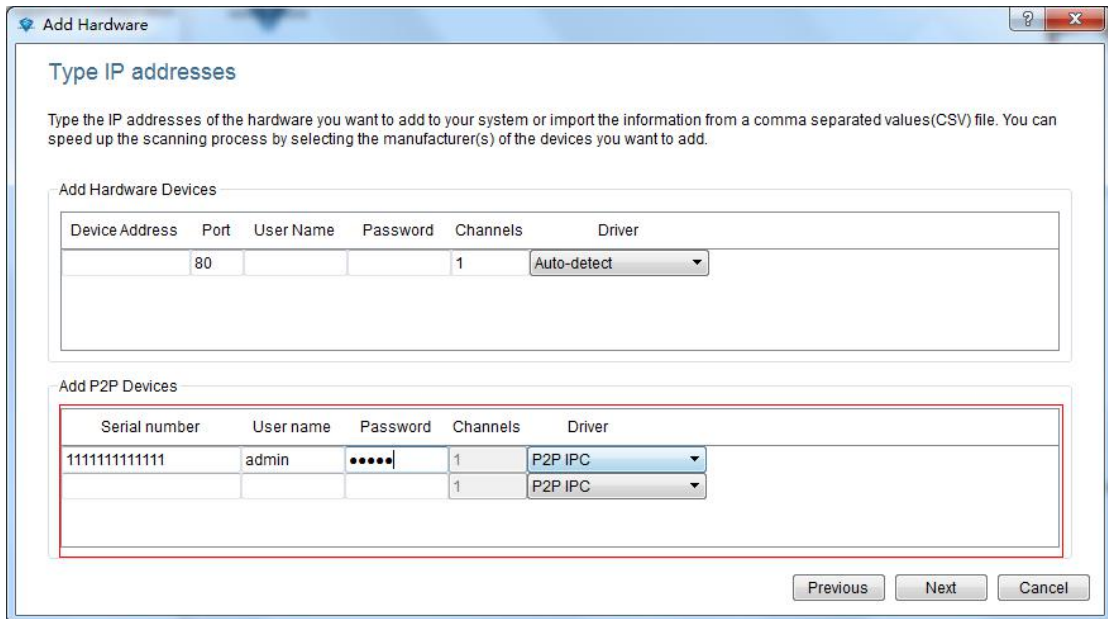 Add Hardware
Type IP addresses
Type the IP addresses of the hardware you want to add to your system or import the information from a comma separated values(CSV) file. You can
speed up the scanning process by selecting the manufacturer(s) of the devices you want to add.
Add Hardware Devices
Device Address Port User Name Password Channels Driver
80 1 Auto-detect
Add P2P Devices
Serial number User name Password Channels Driver
1111111111111 admin ●●●●● 1 P2P IPC
1 P2P IPC
Previous Next Cancel